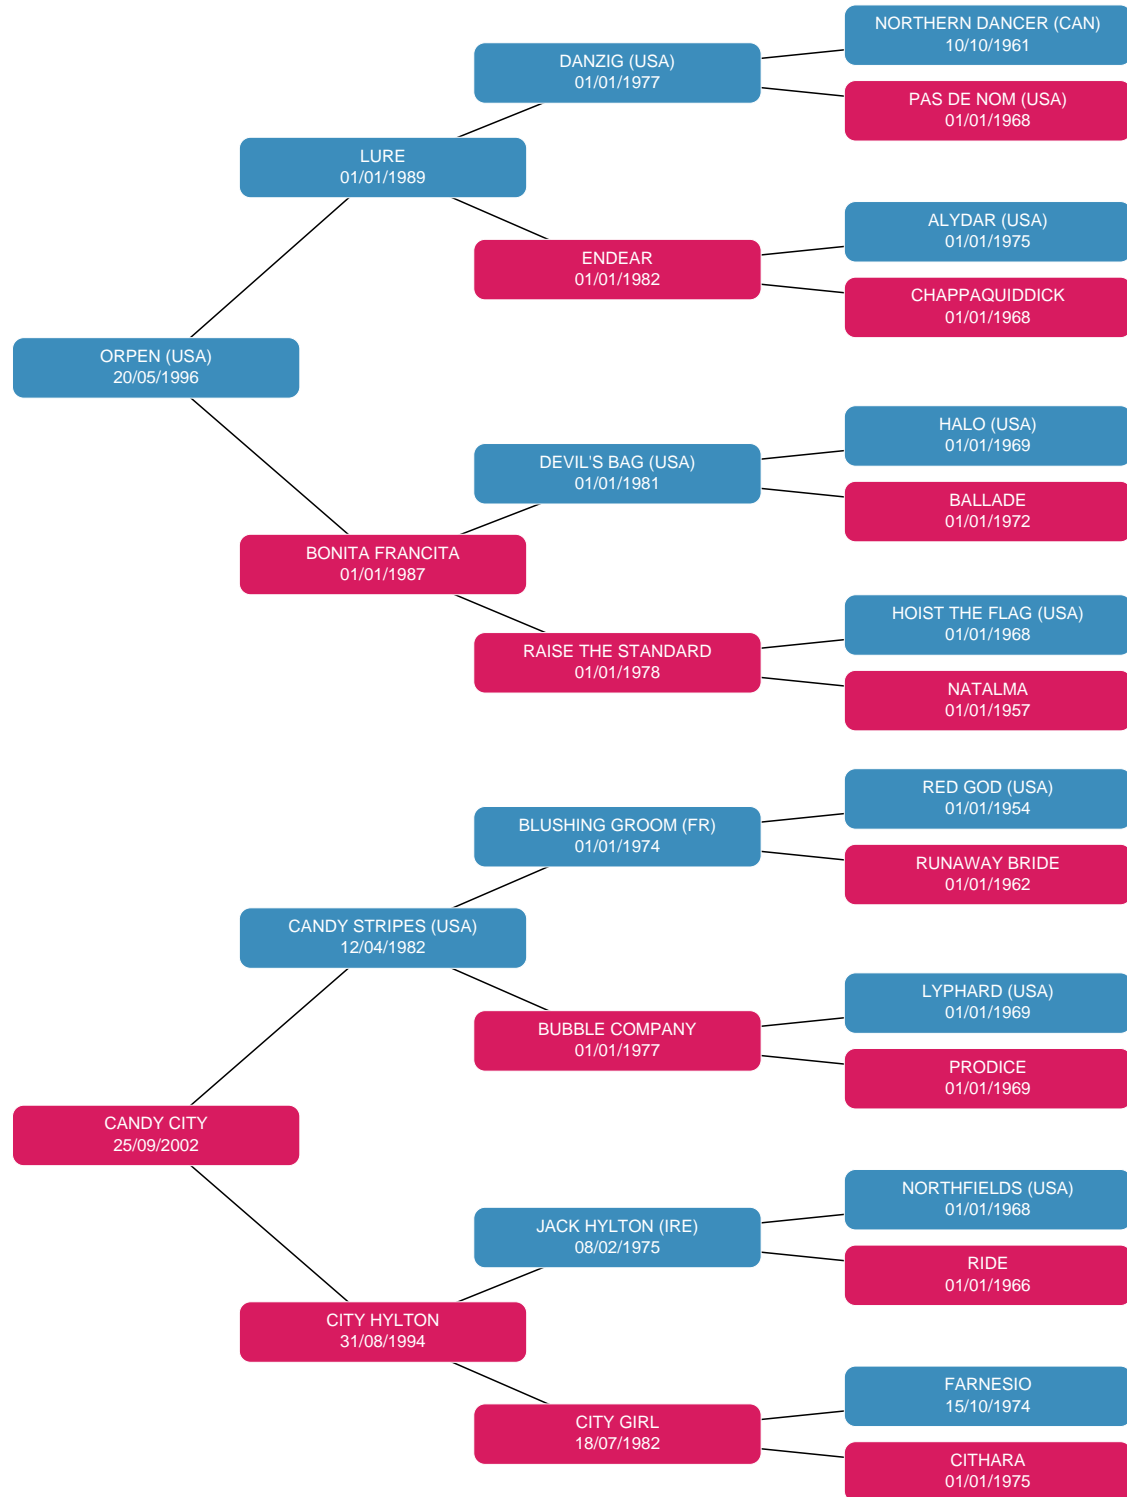 NORTHERN DANCER (CAN)
10/10/1961
DANZIG (USA)
01/01/1977
PAS DE NOM (USA)
01/01/1968
LURE
01/01/1989
ALYDAR (USA)
01/01/1975
ENDEAR
01/01/1982
CHAPPAQUIDDICK
01/01/1968
ORPEN (USA)
20/05/1996
HALO (USA)
01/01/1969
DEVIL'S BAG (USA)
01/01/1981
BALLADE
01/01/1972
BONITA FRANCITA
01/01/1987
HOIST THE FLAG (USA)
01/01/1968
RAISE THE STANDARD
01/01/1978
NATALMA
01/01/1957
RED GOD (USA)
01/01/1954
BLUSHING GROOM (FR)
01/01/1974
RUNAWAY BRIDE
01/01/1962
CANDY STRIPES (USA)
12/04/1982
LYPHARD (USA)
01/01/1969
BUBBLE COMPANY
01/01/1977
PRODICE
01/01/1969
CANDY CITY
25/09/2002
NORTHFIELDS (USA)
01/01/1968
JACK HYLTON (IRE)
08/02/1975
RIDE
01/01/1966
CITY HYLTON
31/08/1994
FARNESIO
15/10/1974
CITY GIRL
18/07/1982
CITHARA
01/01/1975